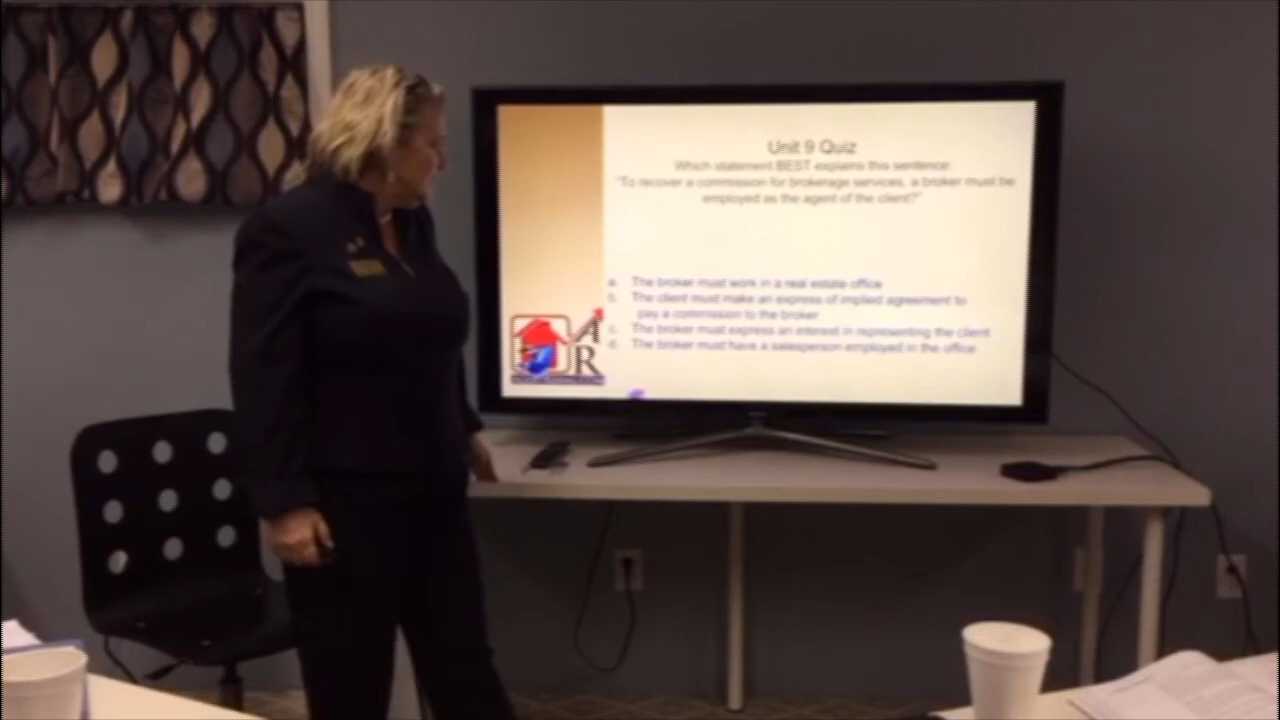 Unit 9 Quiz
Which statement BEST explains this sentence:
"To recover a commission for brokerage services, a broker must be
employed as the agent of the client?"
a. The broker must work in a real estate office
b. The client must make an express of implied agreement to
pay a commission to the broker
c. The broker must express an interest in representing the client
d. The broker must have a salesperson employed in the office
A
R